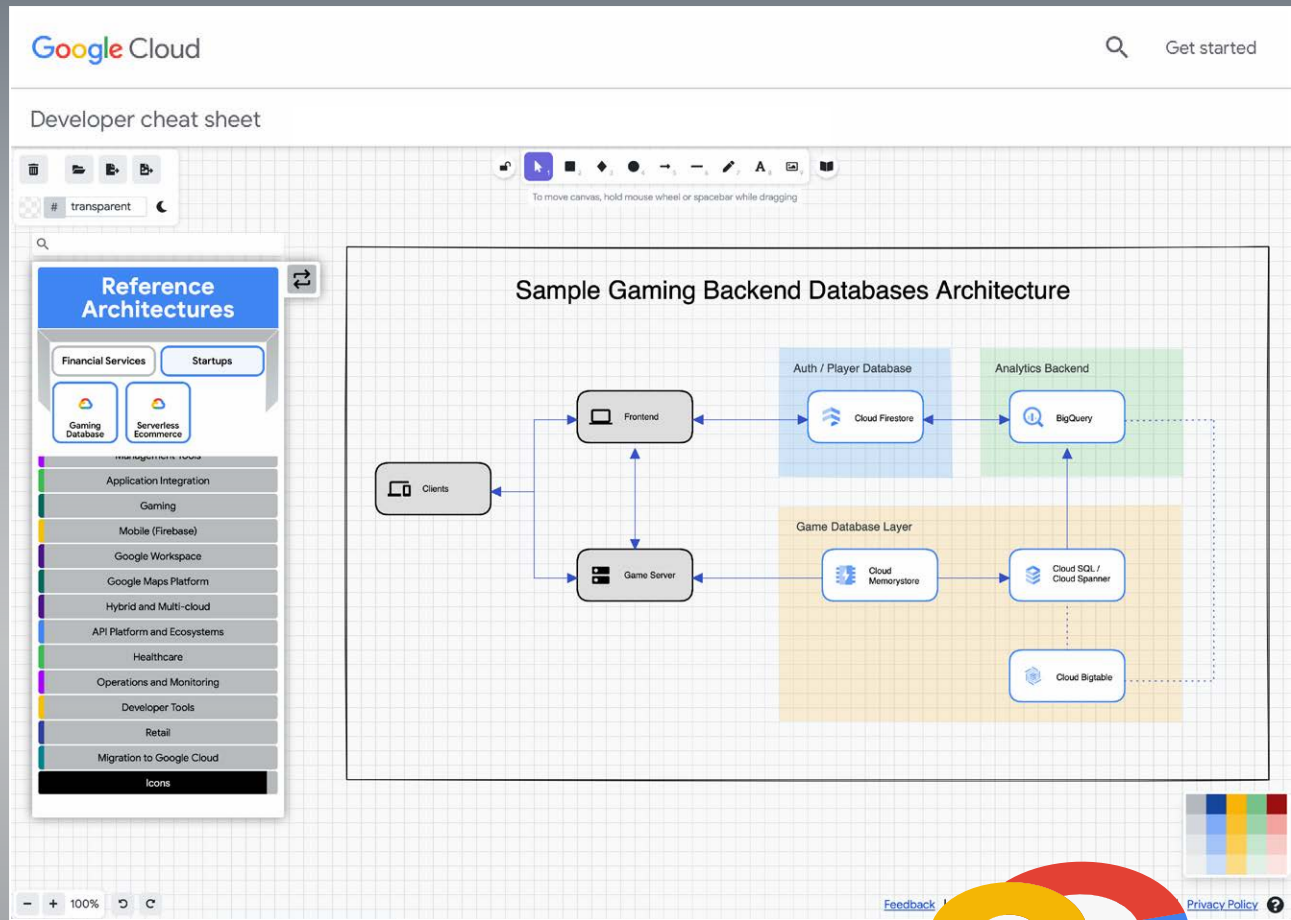 Google Cloud
Get started
Developer cheat sheet
# transparent
To move canvas, hold mouse wheel or spacebar while dragging
Reference
Architectures
Financial Services
Startups
Gaming
Database
Serverless
Ecommerce
Management Tools
Application Integration
Gaming
Mobile (Firebase)
Google Workspace
Google Maps Platform
Hybrid and Multi-cloud
API Platform and Ecosystems
Healthcare
Operations and Monitoring
Developer Tools
Retail
Migration to Google Cloud
Icons
Sample Gaming Backend Databases Architecture
Auth / Player Database
Analytics Backend
Frontend
Cloud Firestore
BigQuery
Clients
Game Database Layer
Game Server
Cloud
Memorystore
Cloud SQL /
Cloud Spanner
Cloud Bigtable
100%
Feedback
Privacy Policy